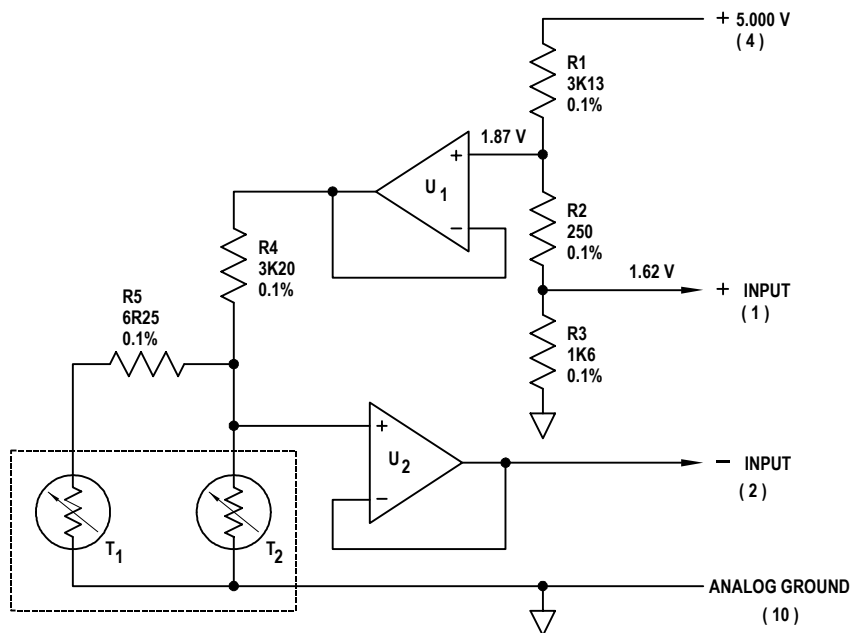 + 5.000 V
( 4 )
R1
3K13
0.1%
1.87 V
+
U1
−
R2
250
0.1%
R4
3K20
0.1%
1.62 V
+ INPUT
( 1 )
R5
6R25
0.1%
R3
1K6
0.1%
+
U2
−
− INPUT
( 2 )
T1
T2
ANALOG GROUND
( 10 )